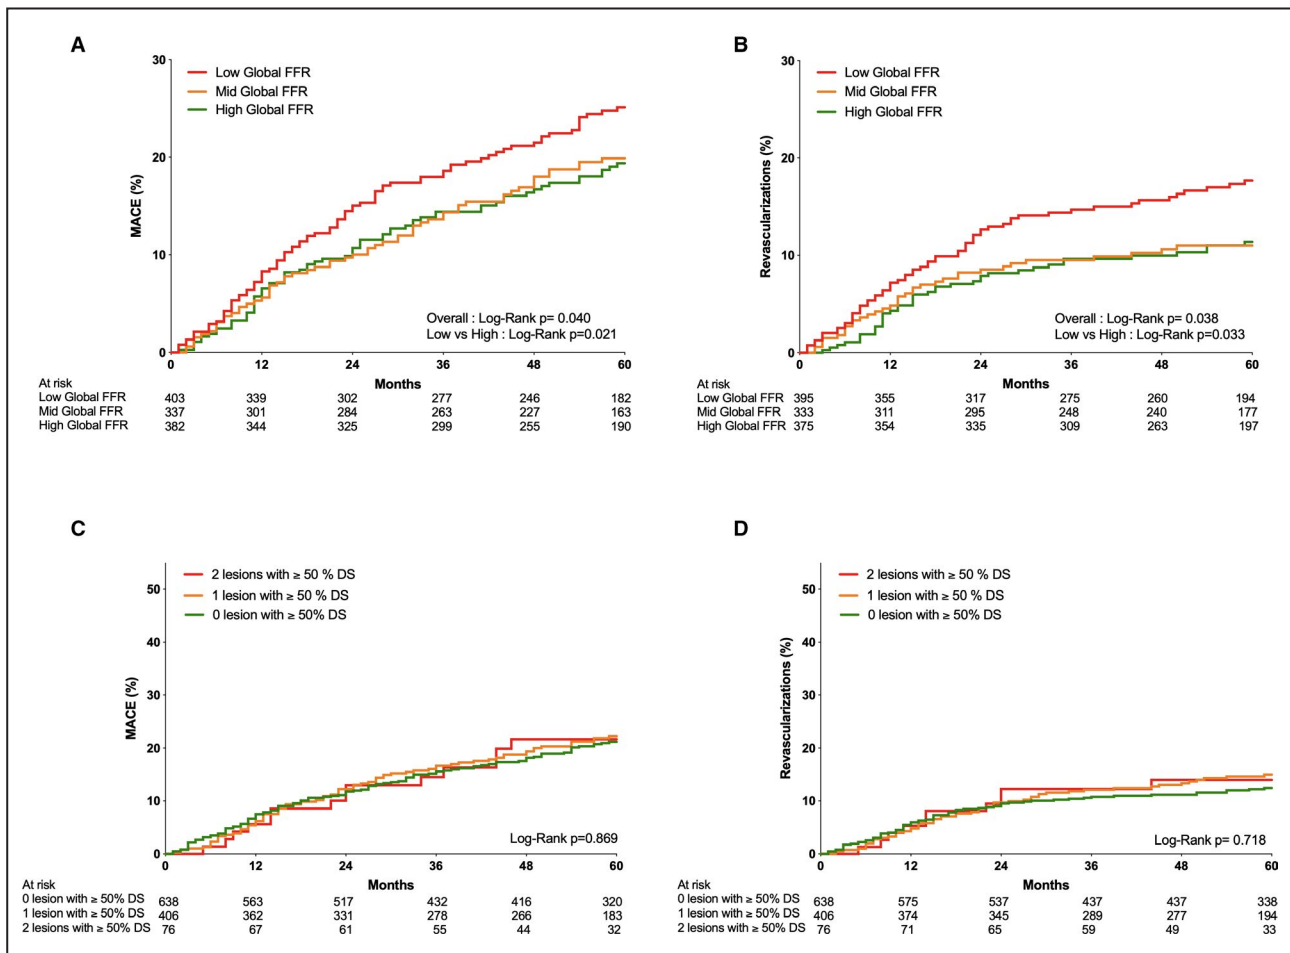 A
30
20
10
0
MACE (%)
Low Global FFR
Mid Global FFR
High Global FFR
Overall : Log-Rank p= 0.040
Low vs High : Log-Rank p=0.021
0 12 24 36 48 60
Months
At risk
Low Global FFR 403 339 302 277 246 182
Mid Global FFR 337 301 284 263 227 163
High Global FFR 382 344 325 299 255 190
B
30
20
10
0
Revascularizations (%)
Low Global FFR
Mid Global FFR
High Global FFR
Overall : Log-Rank p= 0.038
Low vs High : Log-Rank p=0.033
0 12 24 36 48 60
Months
At risk
Low Global FFR 395 355 317 275 260 194
Mid Global FFR 333 311 295 248 240 177
High Global FFR 375 354 335 309 263 197
C
50
40
30
20
10
0
MACE (%)
2 lesions with ≥ 50 % DS
1 lesion with ≥ 50 % DS
0 lesion with ≥ 50% DS
Log-Rank p=0.869
0 12 24 36 48 60
Months
At risk
0 lesion with ≥ 50% DS 638 563 517 432 416 320
1 lesion with ≥ 50% DS 406 362 331 278 266 183
2 lesions with ≥ 50% DS 76 67 61 55 44 32
D
50
40
30
20
10
0
Revascularizations (%)
2 lesions with ≥ 50 % DS
1 lesion with ≥ 50 % DS
0 lesion with ≥ 50% DS
Log-Rank p= 0.718
0 12 24 36 48 60
Months
At risk
0 lesion with ≥ 50% DS 638 575 537 437 437 338
1 lesion with ≥ 50% DS 406 374 345 289 277 194
2 lesions with ≥ 50% DS 76 71 65 59 49 33